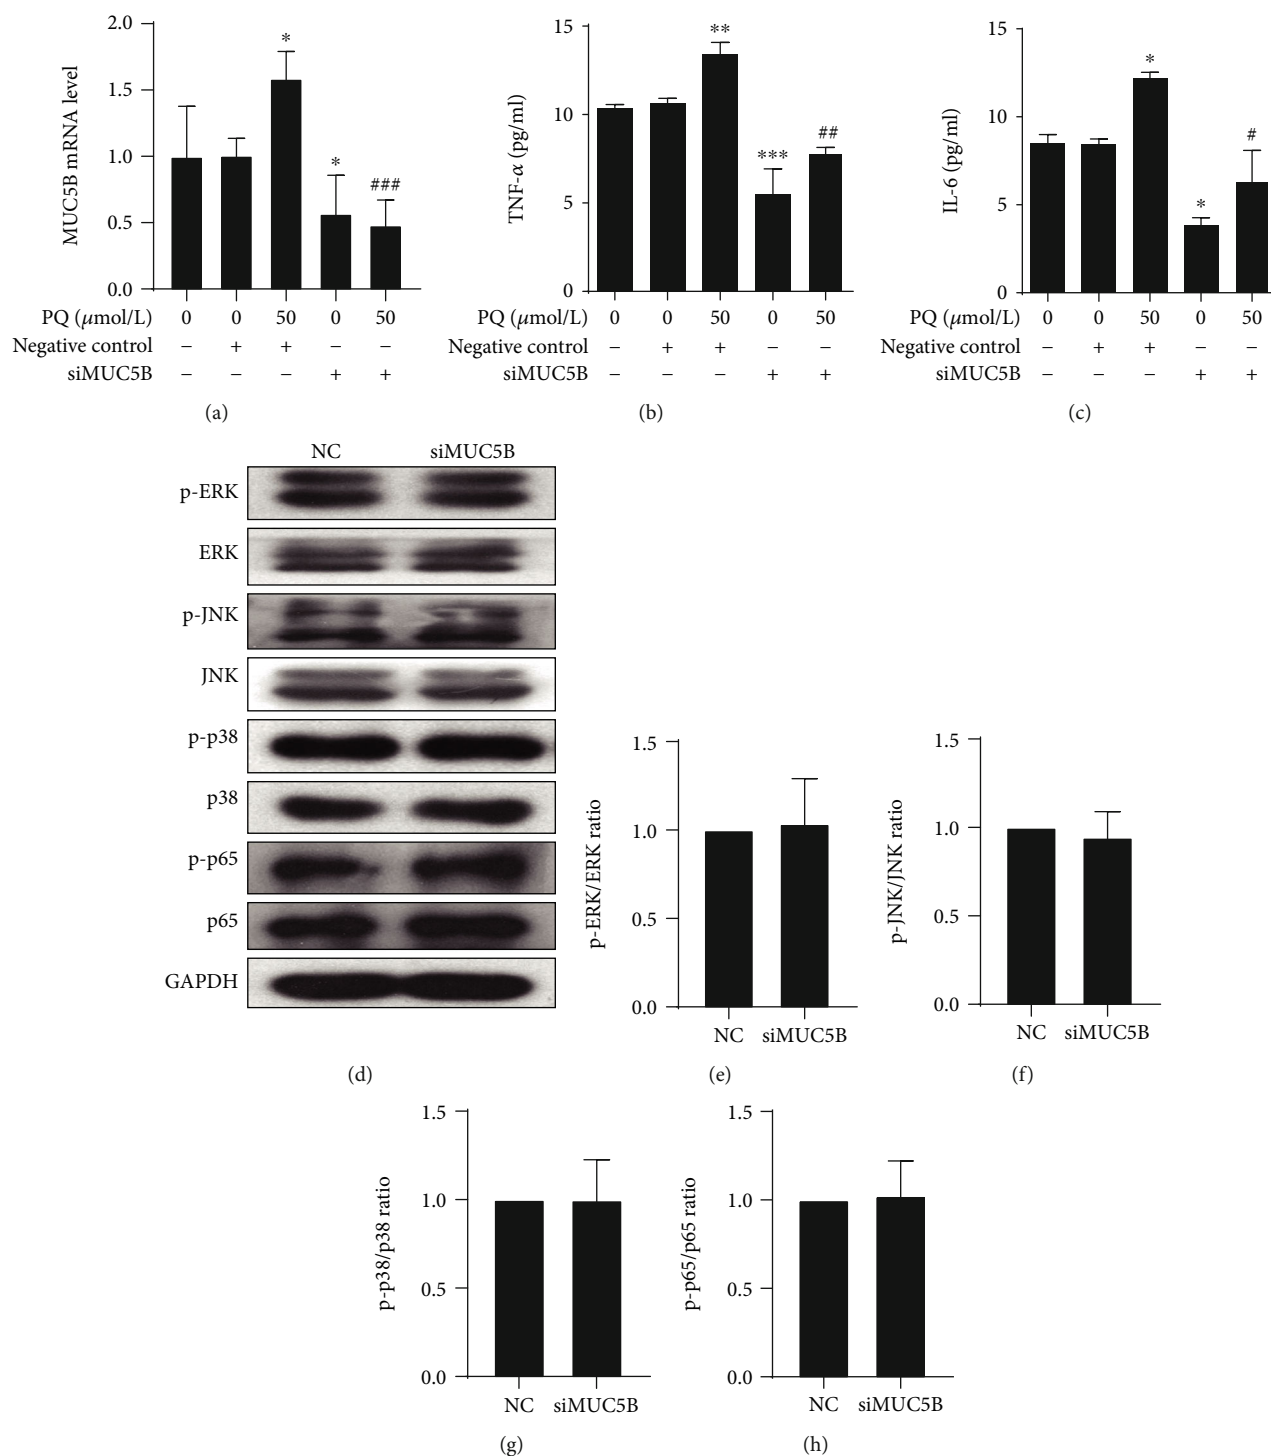 MUC5B mRNA level
2.0
1.5
1.0
0.5
0.0
*
*
###
PQ (μmol/L) 0 0 50 0 50
Negative control − + + − −
siMUC5B − − − + +
(a)
TNF-α (pg/ml)
15
10
5
0
**
***
##
PQ (μmol/L) 0 0 50 0 50
Negative control − + + − −
siMUC5B − − − + +
(b)
IL-6 (pg/ml)
15
10
5
0
*
*
#
PQ (μmol/L) 0 0 50 0 50
Negative control − + + − −
siMUC5B − − − + +
(c)
NC siMUC5B
p-ERK
ERK
p-JNK
JNK
p-p38
p38
p-p65
p65
GAPDH
(d)
p-ERK/ERK ratio
1.5
1.0
0.5
0.0
NC siMUC5B
(e)
p-JNK/JNK ratio
1.5
1.0
0.5
0.0
NC siMUC5B
(f)
p-p38/p38 ratio
1.5
1.0
0.5
0.0
NC siMUC5B
(g)
p-p65/p65 ratio
1.5
1.0
0.5
0.0
NC siMUC5B
(h)